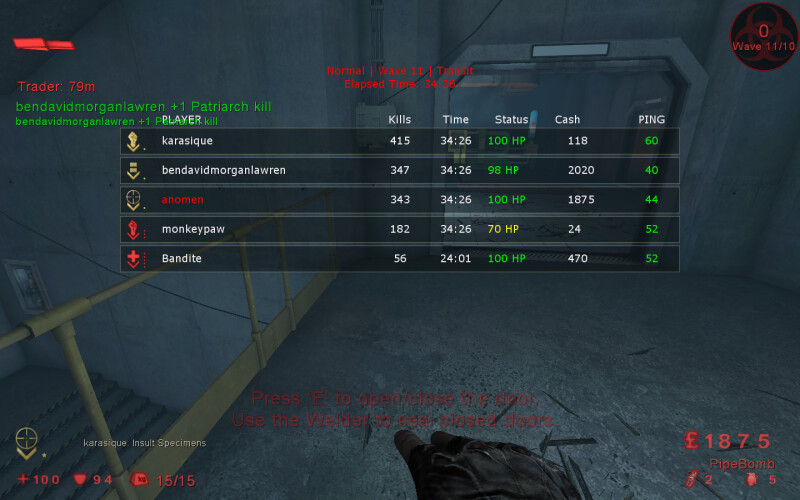 0
Wave 11/10
Normal | Wave 11 | Transit
Elapsed Time: 34:26
Trader: 79m
bendavidmorganlawren +1 Patriarch kill
bendavidmorganlawren +1 Patriarch kill
PLAYER Kills Time Status Cash PING
karasique 415 34:26 100 HP 118 60
bendavidmorganlawren 347 34:26 98 HP 2020 40
anomen 343 34:26 100 HP 1875 44
monkeypaw 182 34:26 70 HP 24 52
Bandite 56 24:01 100 HP 470 52
Press 'E' to open/close the door.
Use the Welder to seal closed doors.
karasique: Insult Specimens
£1875
PipeBomb
100 94 15/15 2 5